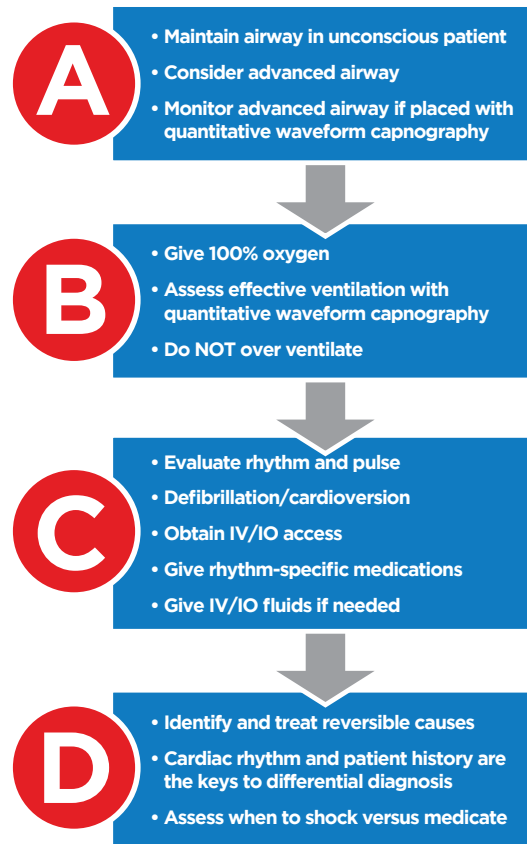 A
• Maintain airway in unconscious patient
• Consider advanced airway
• Monitor advanced airway if placed with
quantitative waveform capnography
B
• Give 100% oxygen
• Assess effective ventilation with
quantitative waveform capnography
• Do NOT over ventilate
C
• Evaluate rhythm and pulse
• Defibrillation/cardioversion
• Obtain IV/IO access
• Give rhythm-specific medications
• Give IV/IO fluids if needed
D
• Identify and treat reversible causes
• Cardiac rhythm and patient history are
the keys to differential diagnosis
• Assess when to shock versus medicate